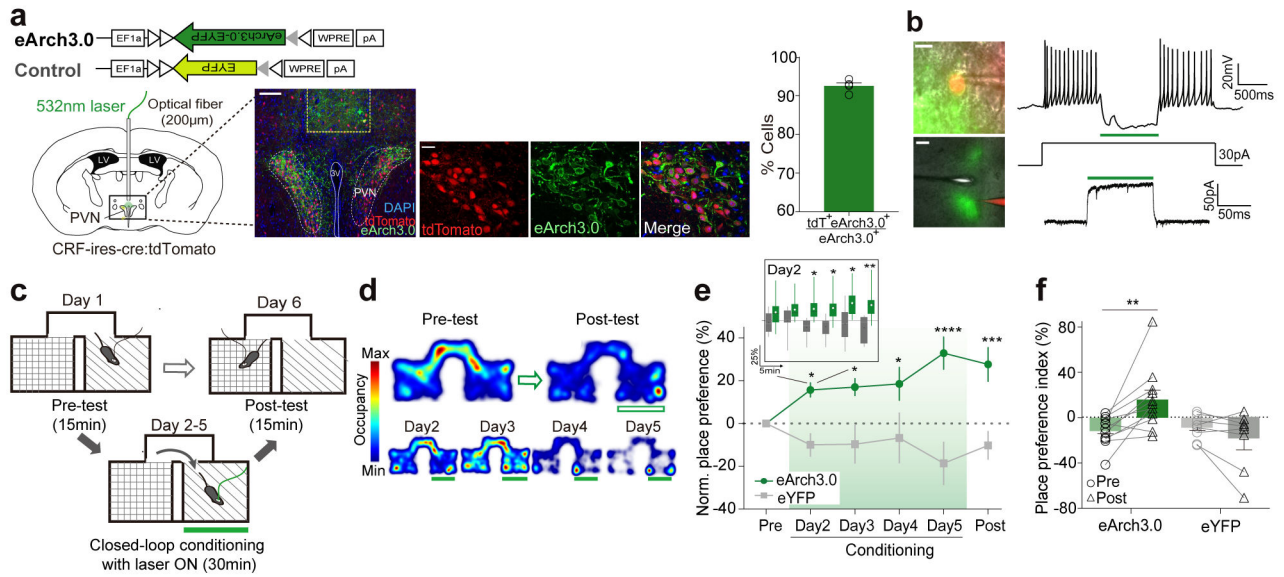 a
eArch3.0
EF1a
eArch3.0-EYFP
WPRE
pA
Control
EF1a
EYFP
WPRE
pA
532nm laser
Optical fiber
(200μm)
LV
LV
PVN
CRF-ires-cre:tdTomato
3V
PVN
DAPI
tdTomato
eArch3.0
tdTomato
eArch3.0
Merge
% Cells
100
90
80
70
60
tdT+eArch3.0+
eArch3.0+
b
20mV
500ms
30pA
50pA
50ms
c
Day 1
Day 6
Pre-test
(15min)
Post-test
(15min)
Day 2-5
Closed-loop conditioning
with laser ON (30min)
d
Pre-test
Post-test
Max
Occupancy
Min
Day2
Day3
Day4
Day5
e
Day2
* * * **
25%
5min
Norm. place preference (%)
40
20
0
-20
-40
* * * **** ***
eArch3.0
eYFP
Pre
Day2
Day3
Day4
Day5
Post
Conditioning
f
**
Place preference index (%)
80
40
0
-40
-80
Pre
Post
eArch3.0
eYFP